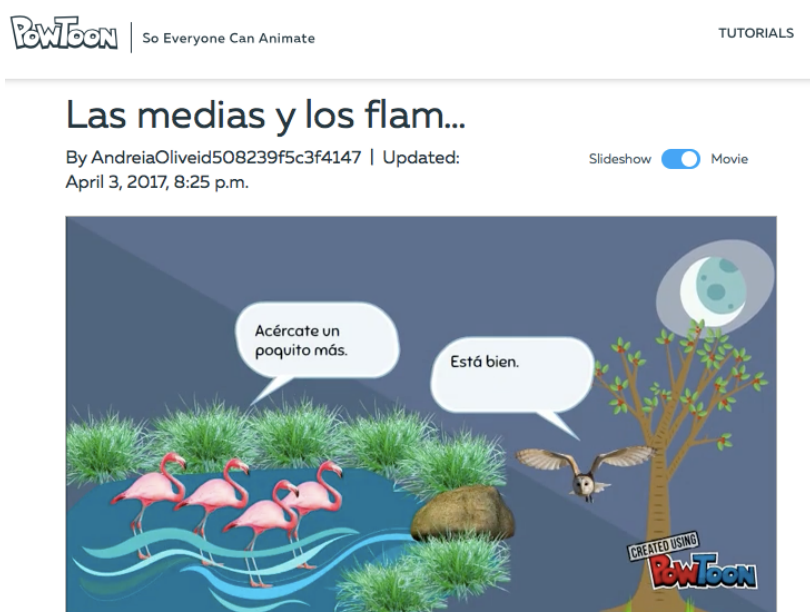 PowToon
So Everyone Can Animate
TUTORIALS
Las medias y los flam...
By AndreiaOliveid508239f5c3f4147 | Updated:
April 3, 2017, 8:25 p.m.
Slideshow
Movie
Acércate un
poquito más.
Está bien.
CREATED USING
PowToon